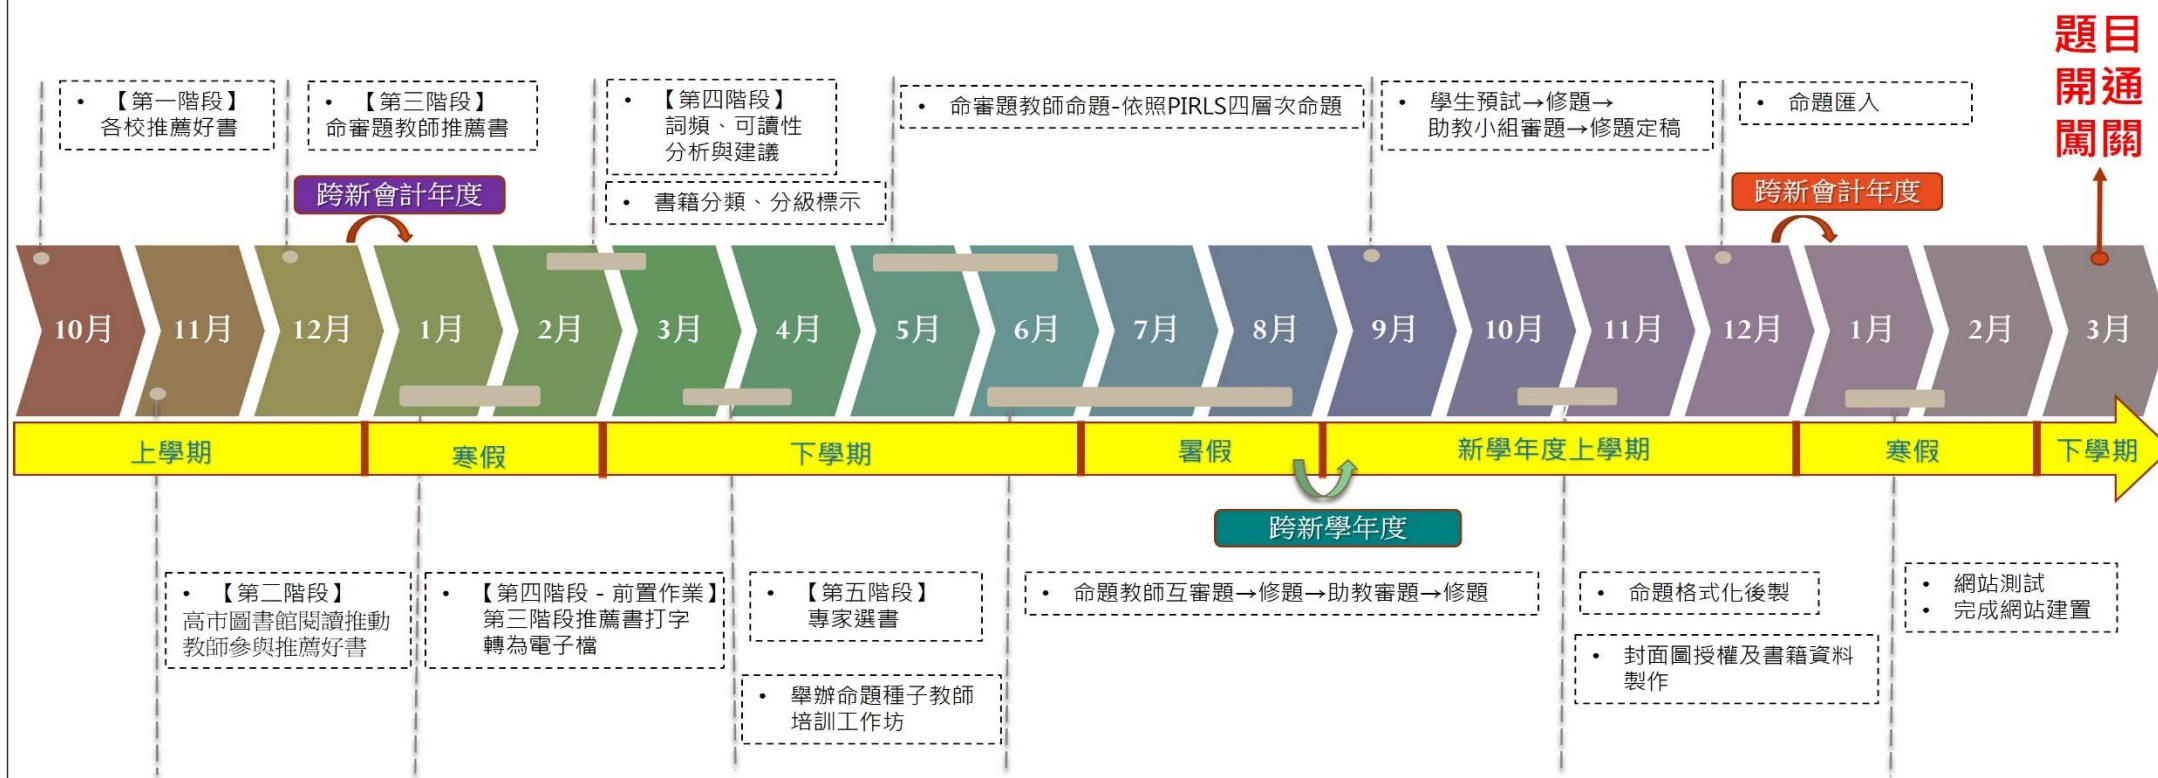 題目
開通
闖關
• 【第一階段】
各校推薦好書
• 【第三階段】
命審題教師推薦書
• 【第四階段】
詞頻、可讀性
分析與建議
• 書籍分類、分級標示
• 命審題教師命題-依照PIRLS四層次命題
• 學生預試→修題→
助教小組審題→修題定稿
• 命題匯入
跨新會計年度
跨新會計年度
10月
11月
12月
1月
2月
3月
4月
5月
6月
7月
8月
9月
10月
11月
12月
1月
2月
3月
上學期
寒假
下學期
暑假
新學年度上學期
寒假
下學期
跨新學年度
• 【第二階段】
高市圖書館閱讀推動
教師參與推薦好書
• 【第四階段 - 前置作業】
第三階段推薦書打字
轉為電子檔
• 【第五階段】
專家選書
• 舉辦命題種子教師
培訓工作坊
• 命題教師互審題→修題→助教審題→修題
• 命題格式化後製
• 封面圖授權及書籍資料
製作
• 網站測試
• 完成網站建置